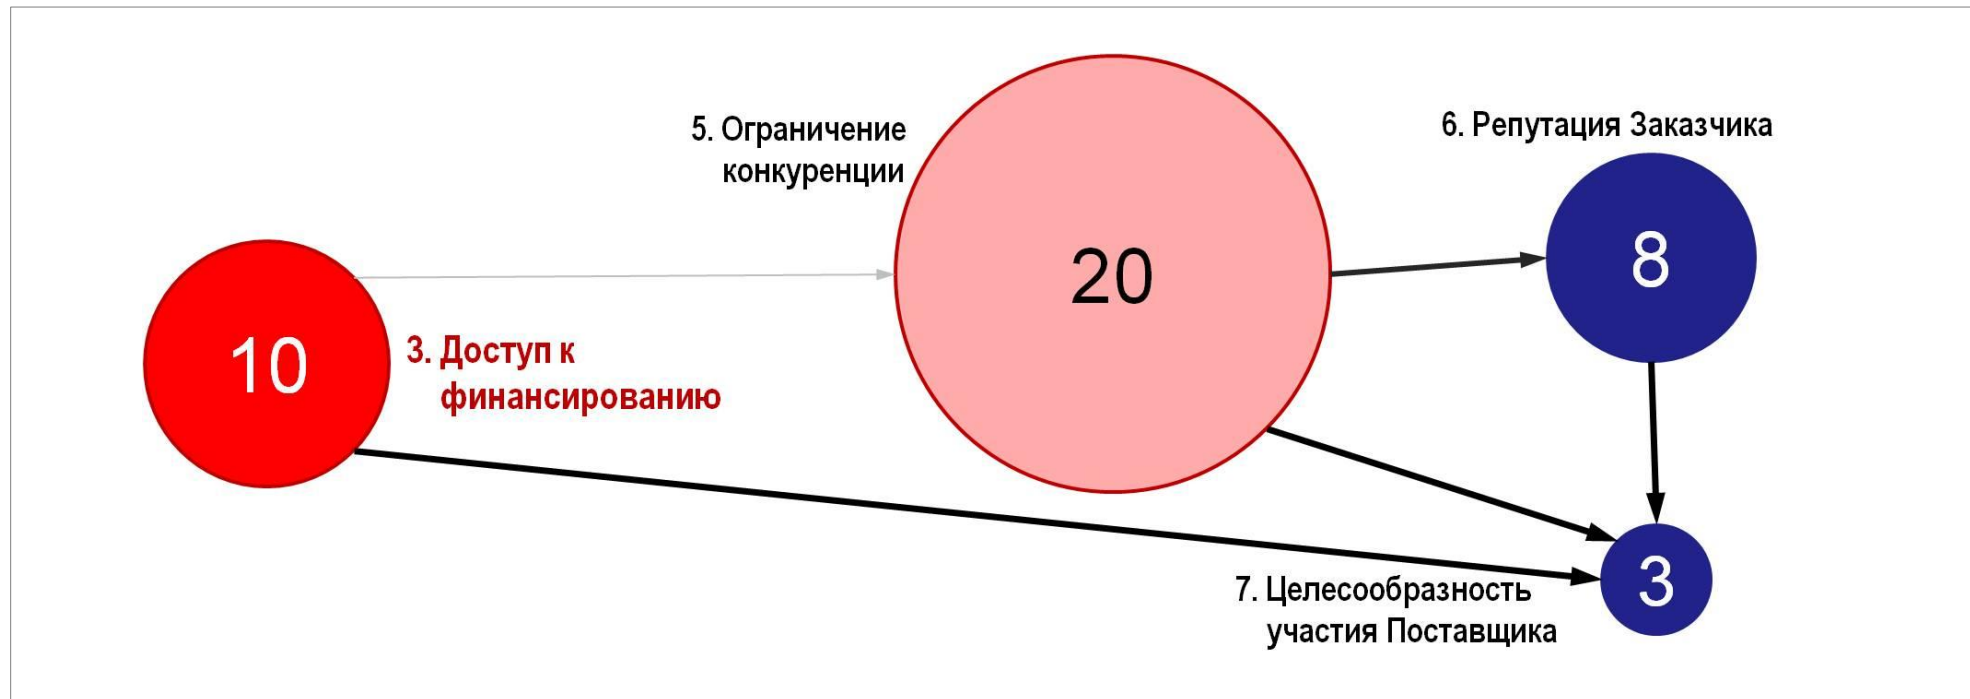 5. Ограничение
конкуренции
6. Репутация Заказчика
20
8
10
3. Доступ к
финансированию
7. Целесообразность
участия Поставщика
3